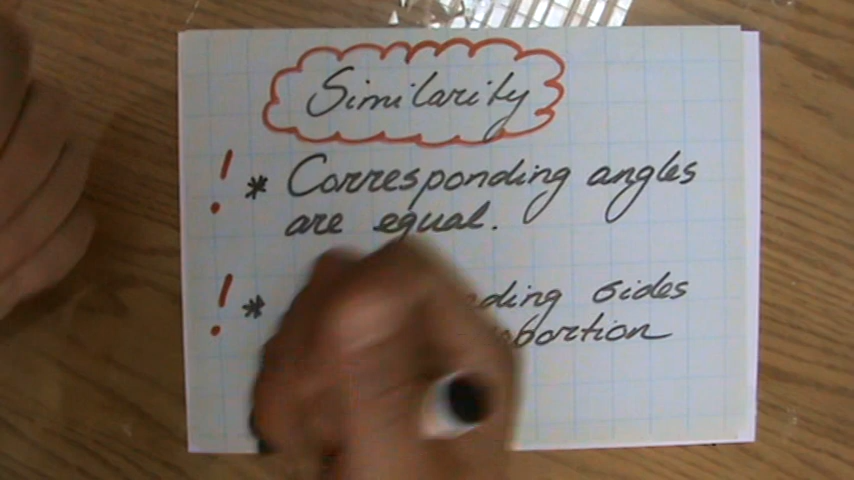 Similarity
! * Corresponding angles
are equal.
! * ding sides
portion